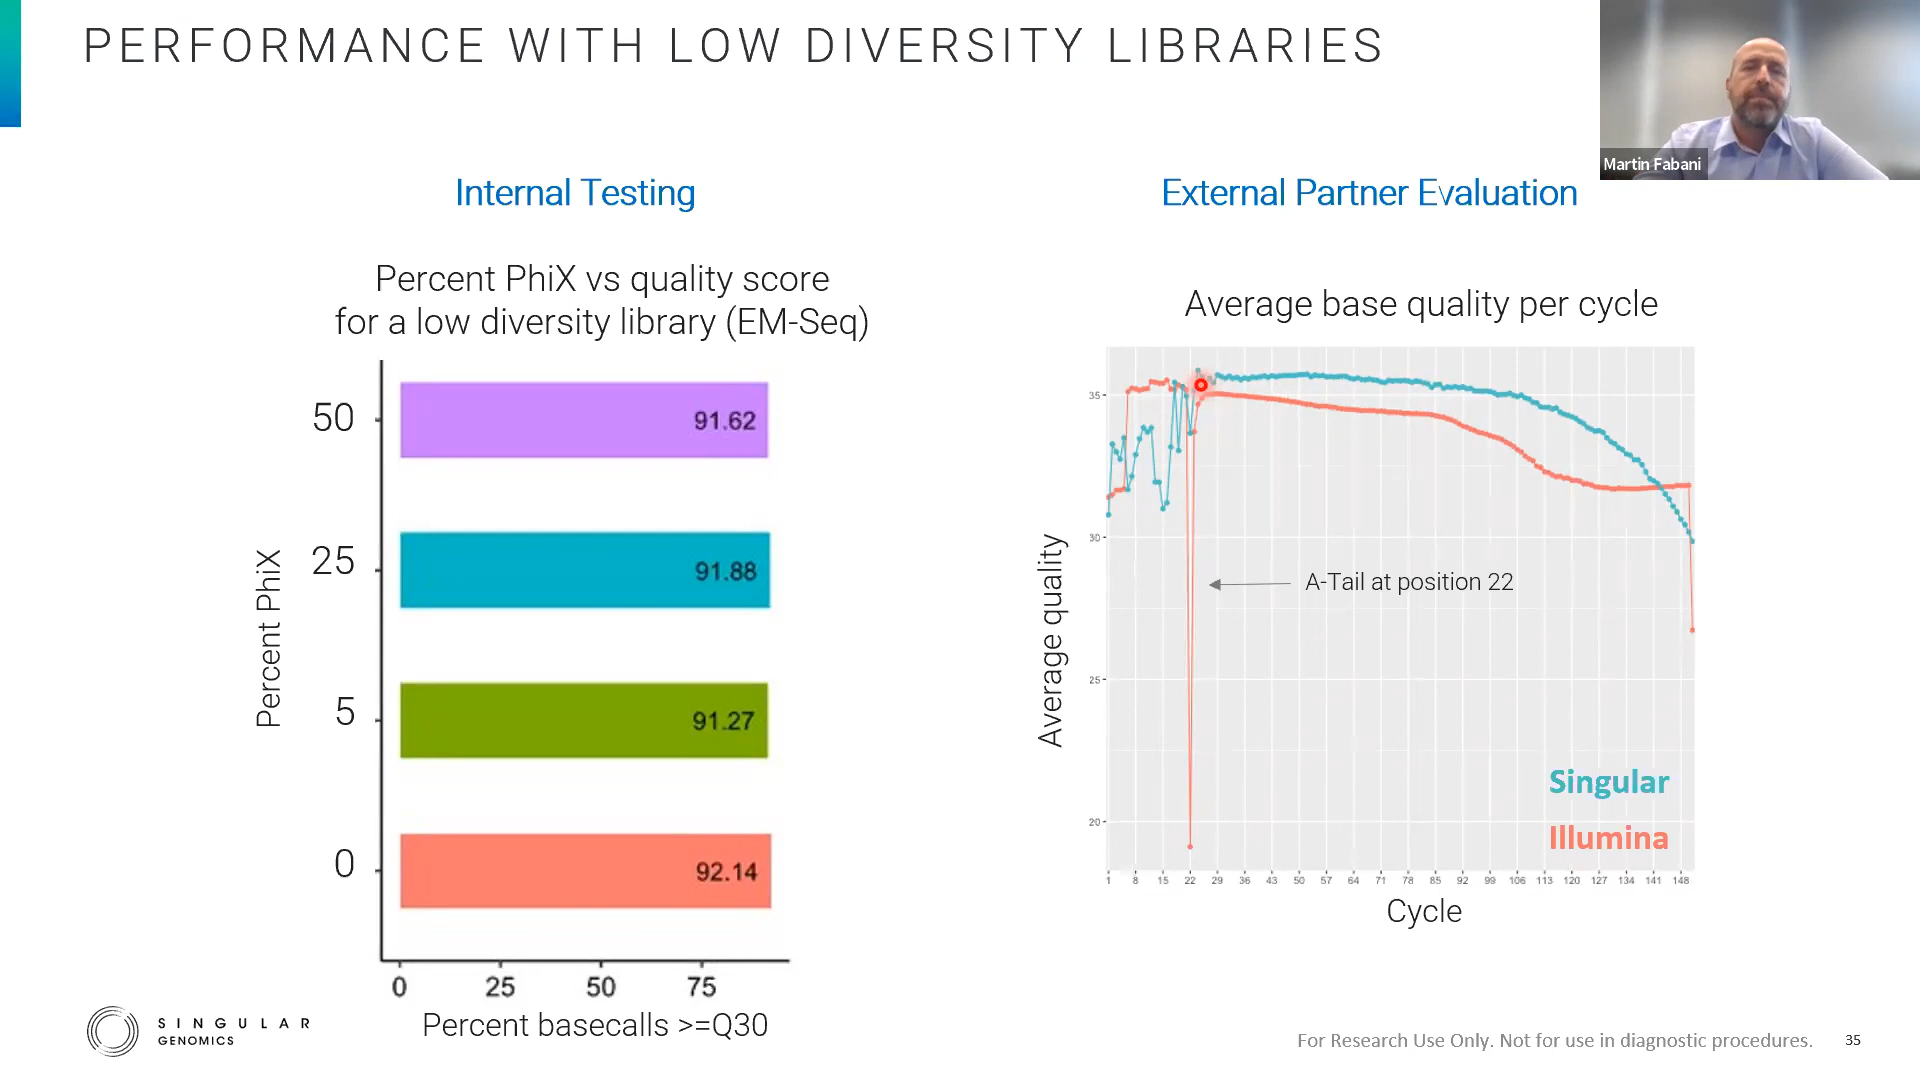 PERFORMANCE WITH LOW DIVERSITY LIBRARIES
Martin Fabani
Internal Testing
Percent PhiX vs quality score
for a low diversity library (EM-Seq)
Percent PhiX
50
91.62
25
91.88
5
91.27
0
92.14
0 25 50 75
Percent basecalls >=Q30
External Partner Evaluation
Average base quality per cycle
Average quality
35
30
25
20
A-Tail at position 22
Singular
Illumina
1 8 15 22 29 36 43 50 57 64 71 78 85 92 99 106 113 120 127 134 141 148
Cycle
SINGULAR
GENOMICS
For Research Use Only. Not for use in diagnostic procedures.
35